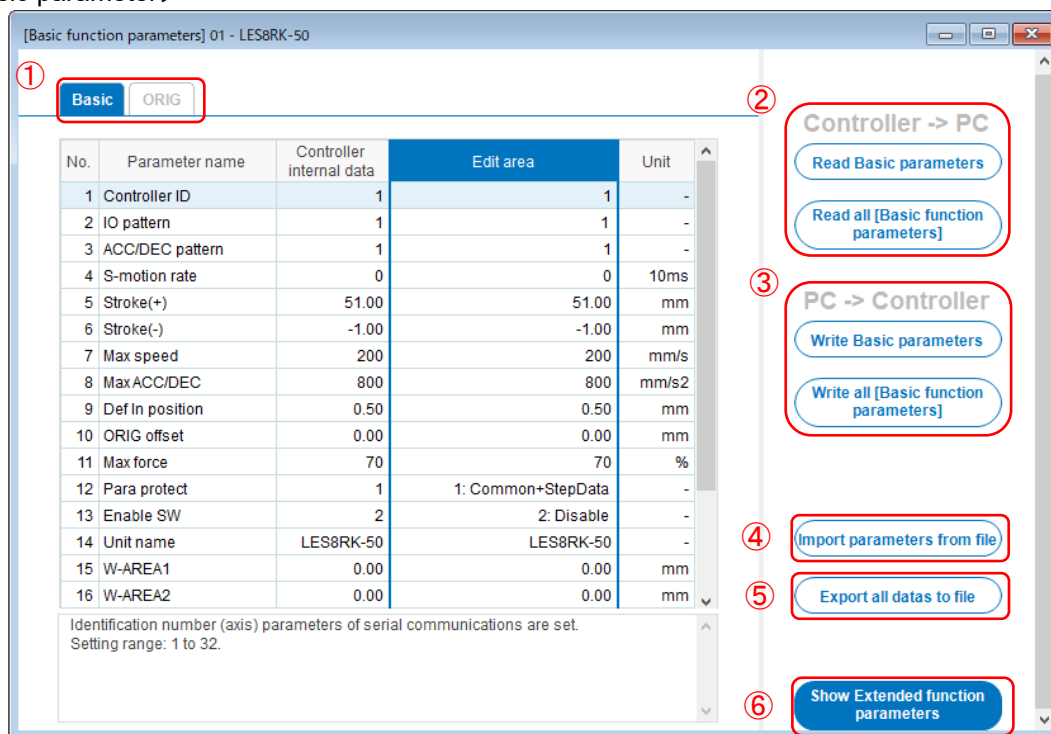 [Basic function parameters] 01 - LES8RK-50
①
Basic ORIG
No. Parameter name Controller internal data Edit area Unit
1 Controller ID 1 1 -
2 IO pattern 1 1 -
3 ACC/DEC pattern 1 1 -
4 S-motion rate 0 0 10ms
5 Stroke(+) 51.00 51.00 mm
6 Stroke(-) -1.00 -1.00 mm
7 Max speed 200 200 mm/s
8 Max ACC/DEC 800 800 mm/s2
9 Def In position 0.50 0.50 mm
10 ORIG offset 0.00 0.00 mm
11 Max force 70 70 %
12 Para protect 1 1: Common+StepData -
13 Enable SW 2 2: Disable -
14 Unit name LES8RK-50 LES8RK-50 -
15 W-AREA1 0.00 0.00 mm
16 W-AREA2 0.00 0.00 mm
Identification number (axis) parameters of serial communications are set.
Setting range: 1 to 32.
②
Controller -> PC
Read Basic parameters
Read all [Basic function
parameters]
③
PC -> Controller
Write Basic parameters
Write all [Basic function
parameters]
④
Import parameters from file
⑤
Export all datas to file
⑥
Show Extended function
parameters